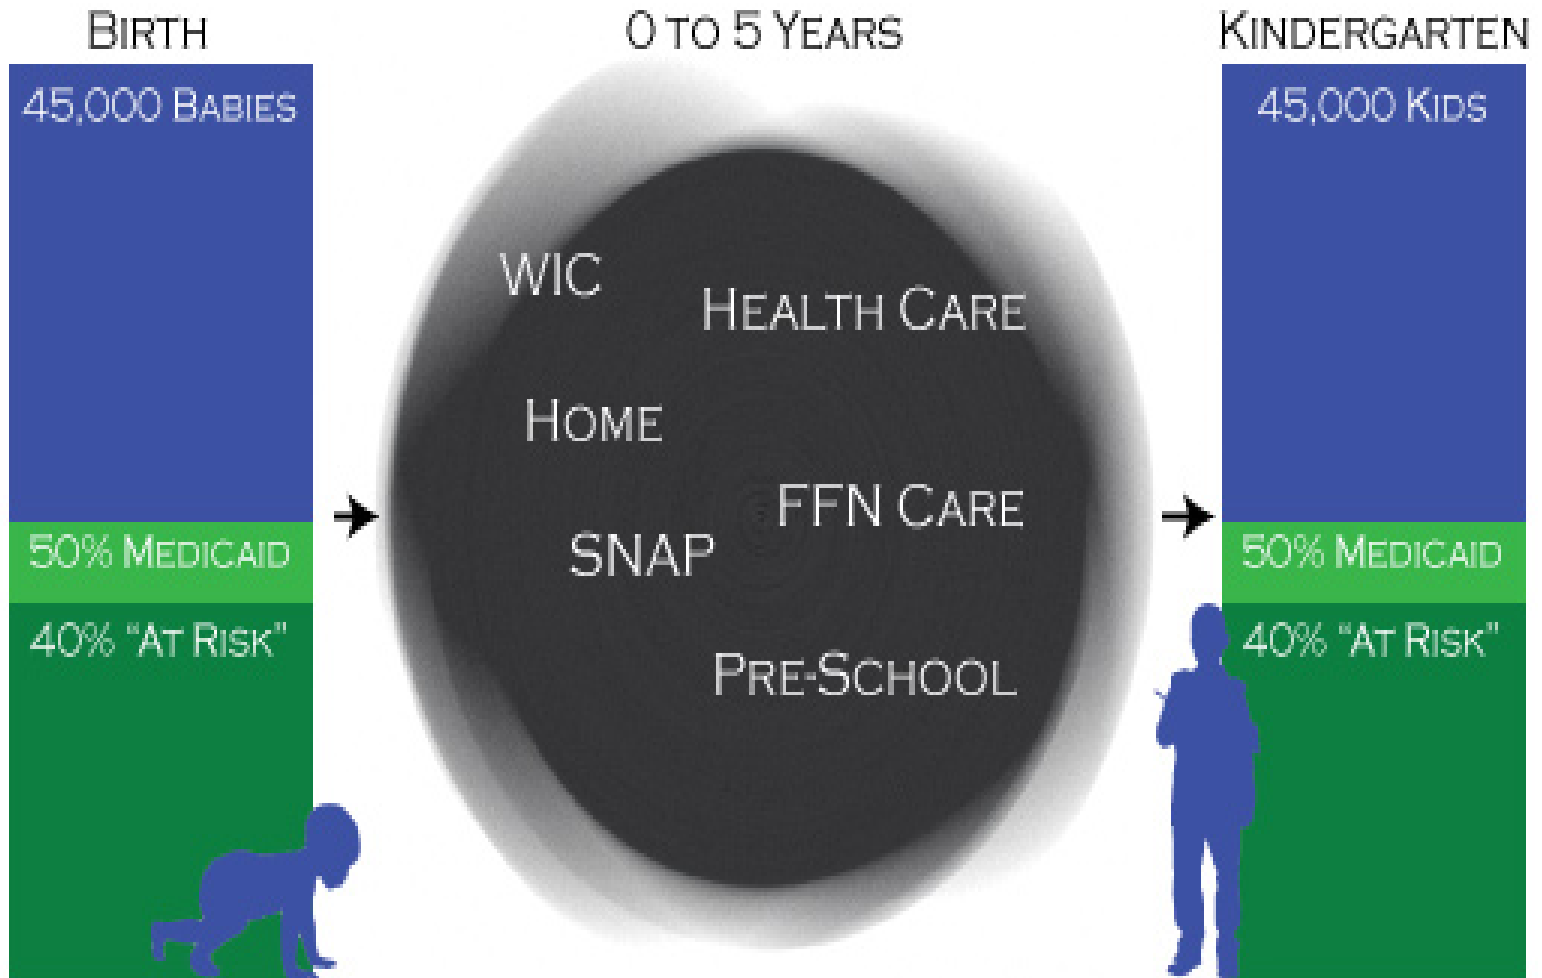 BIRTH
0 TO 5 YEARS
KINDERGARTEN
45,000 BABIES
50% MEDICAID
40% “AT RISK”
WIC
HEALTH CARE
HOME
FFN CARE
SNAP
PRE-SCHOOL
45,000 KIDS
50% MEDICAID
40% “AT RISK”